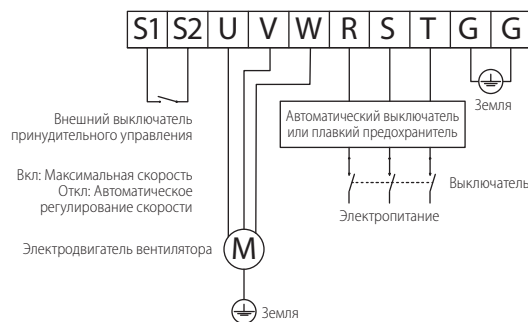 S1 S2 U V W R S T G G
Земля
Внешний выключатель
принудительного управления
Автоматический выключатель
или плавкий предохранитель
Вкл: Максимальная скорость
Откл: Автоматическое
регулирование скорости
Выключатель
Электропитание
Электродвигатель вентилятора
M
Земля